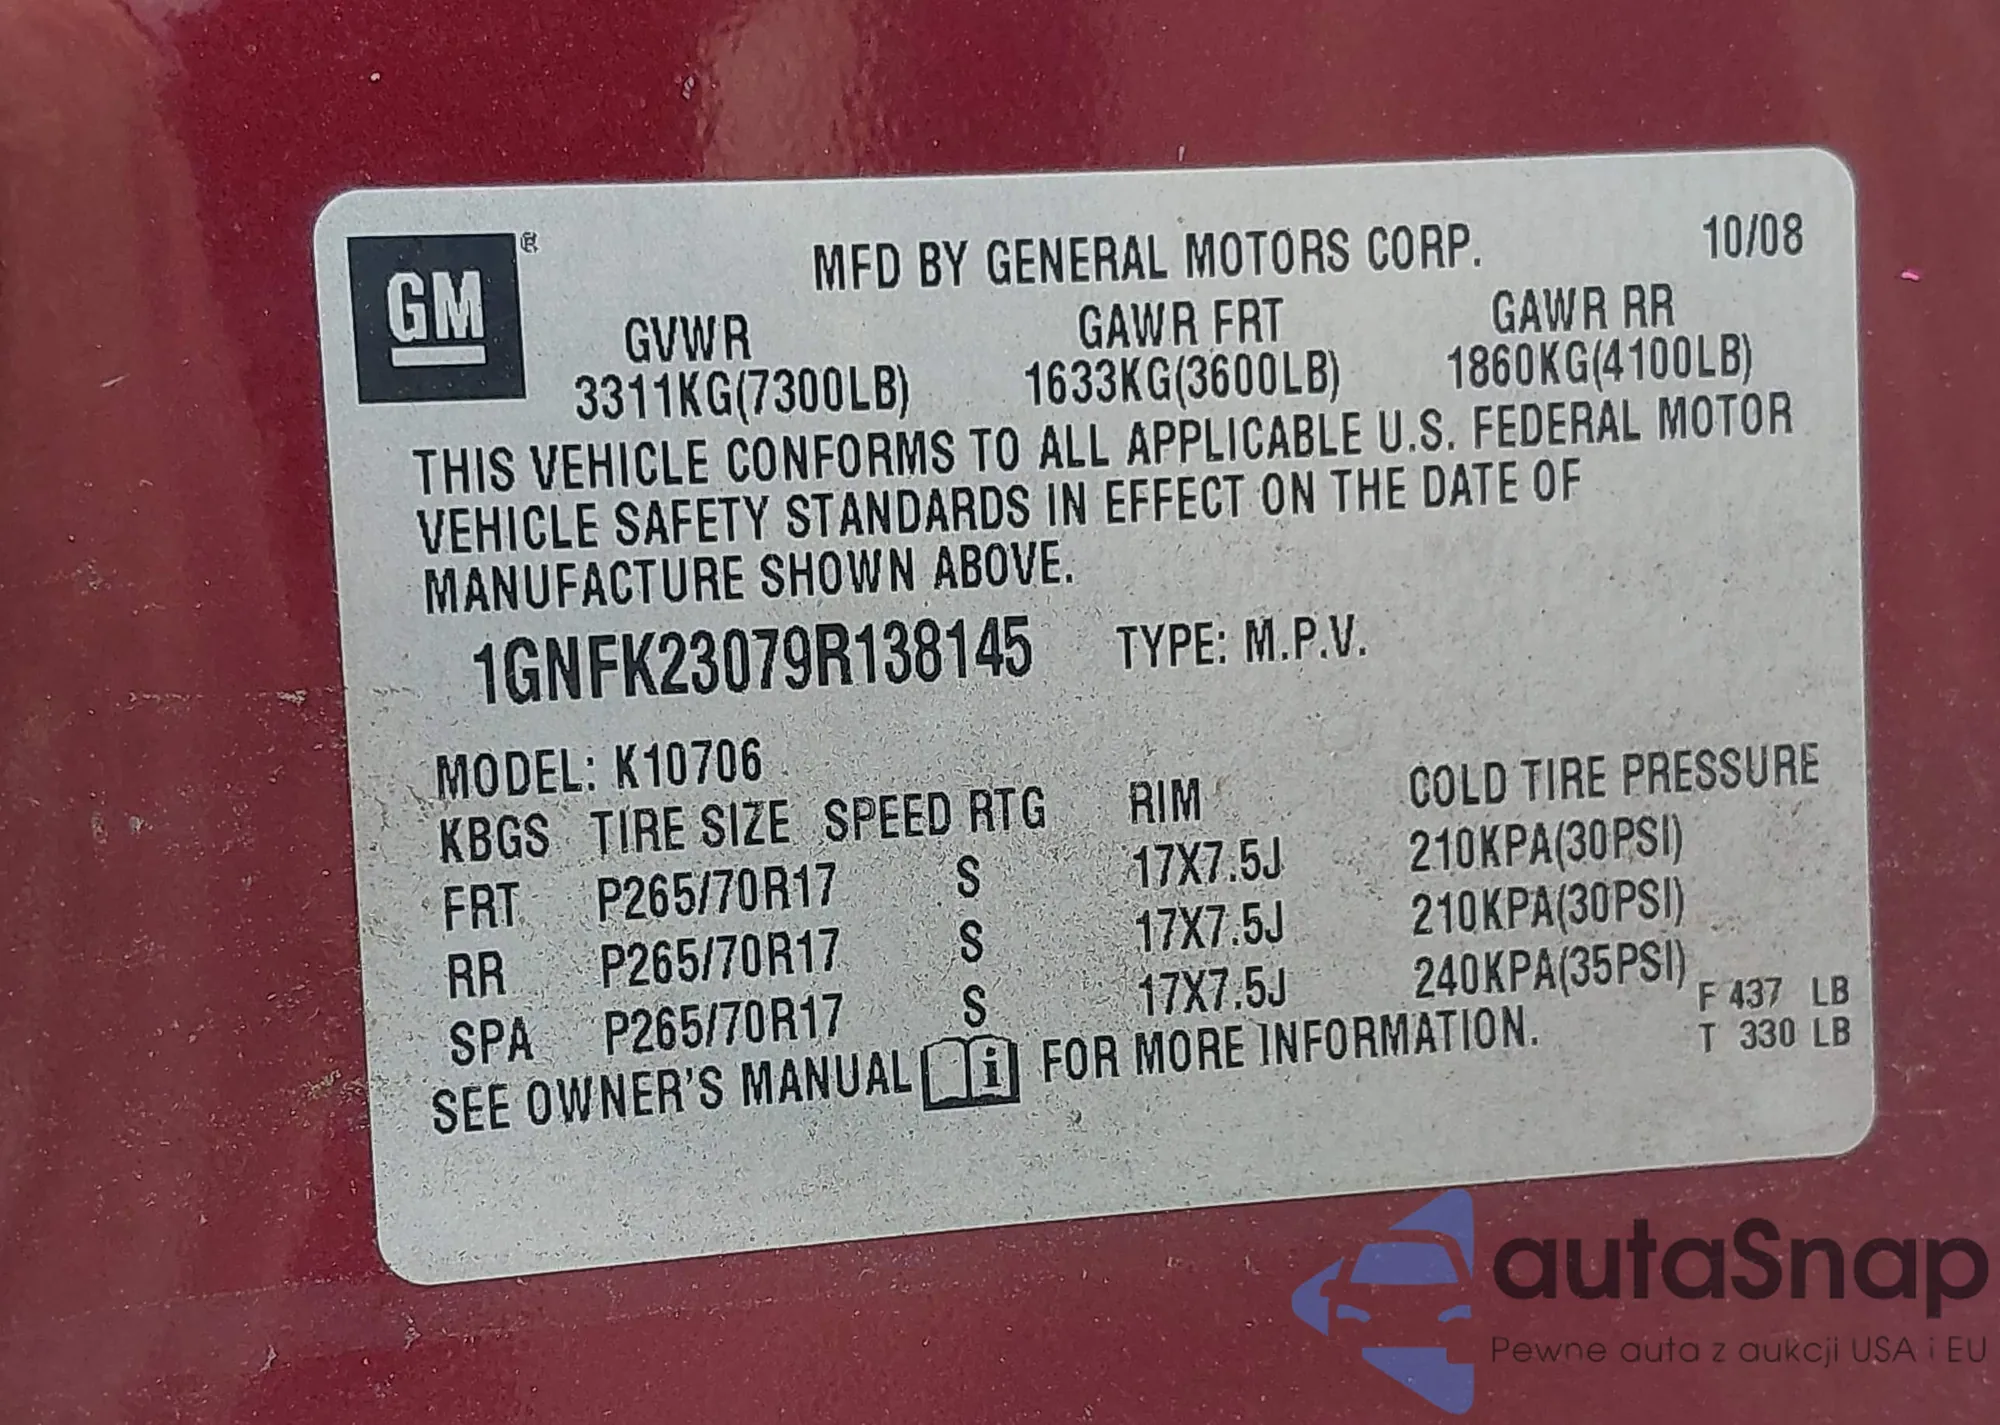 GM®
MFD BY GENERAL MOTORS CORP. 10/08
GVWR GAWR FRT GAWR RR
3311KG(7300LB) 1633KG(3600LB) 1860KG(4100LB)
THIS VEHICLE CONFORMS TO ALL APPLICABLE U.S. FEDERAL MOTOR
VEHICLE SAFETY STANDARDS IN EFFECT ON THE DATE OF
MANUFACTURE SHOWN ABOVE.
1GNFK23079R138145 TYPE: M.P.V.
MODEL: K10706
KBGS TIRE SIZE SPEED RTG RIM COLD TIRE PRESSURE
FRT P265/70R17 S 17X7.5J 210KPA(30PSI)
RR P265/70R17 S 17X7.5J 210KPA(30PSI)
SPA P265/70R17 S 17X7.5J 240KPA(35PSI)
F 437 LB
T 330 LB
SEE OWNER'S MANUAL i FOR MORE INFORMATION.
autaSnap
Pewne auta z aukcji USA i EU